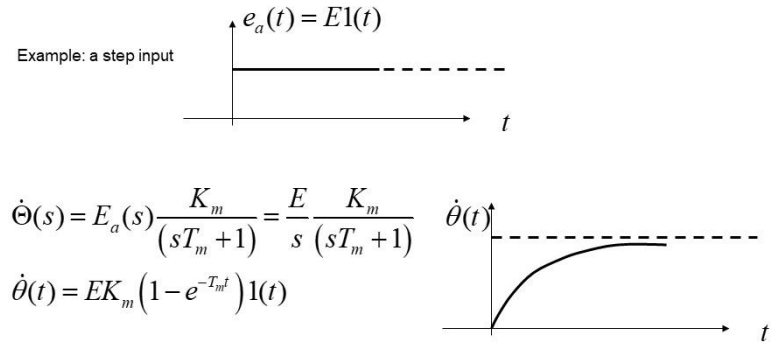 e_a(t) = E1(t)
Example: a step input
t
Θ̇(s) = E_a(s) K_m / (sT_m + 1) = E / s K_m / (sT_m + 1)
θ̇(t)
θ̇(t) = EK_m (1 − e^{−T_m t}) 1(t)
t